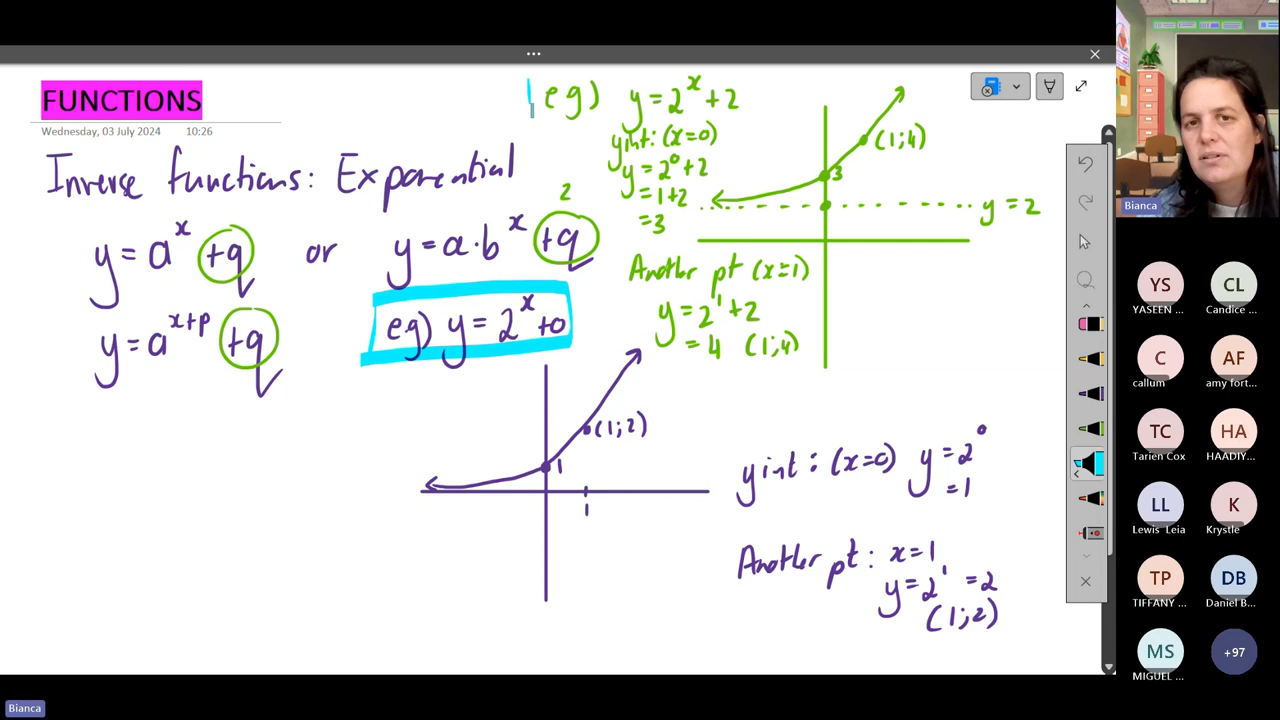 FUNCTIONS
Wednesday, 03 July 2024 10:26
Inverse functions: Exponential
y = a^x +q or y = a·b^x +q
2
y = a^(x+p) +q
e.g) y = 2^x +0
(1;2)
1
1
e g) y = 2^x + 2
y int: (x=0)
y = 2^0 + 2
= 1+2
= 3
Another pt (x=1)
y = 2^1 + 2
= 4 (1;4)
(1;4)
3
y = 2
y int: (x=0) y = 2^0
= 1
Another pt: x=1
y = 2^1 = 2
(1;2)
Bianca
YS
YASEEN ...
CL
Candice ...
C
callum
AF
amy fort...
TC
Tarien Cox
HA
HAADIY...
LL
Lewis Leia
K
Krystle
TP
TIFFANY ...
DB
Daniel B...
MS
MIGUEL ...
+97
Bianca